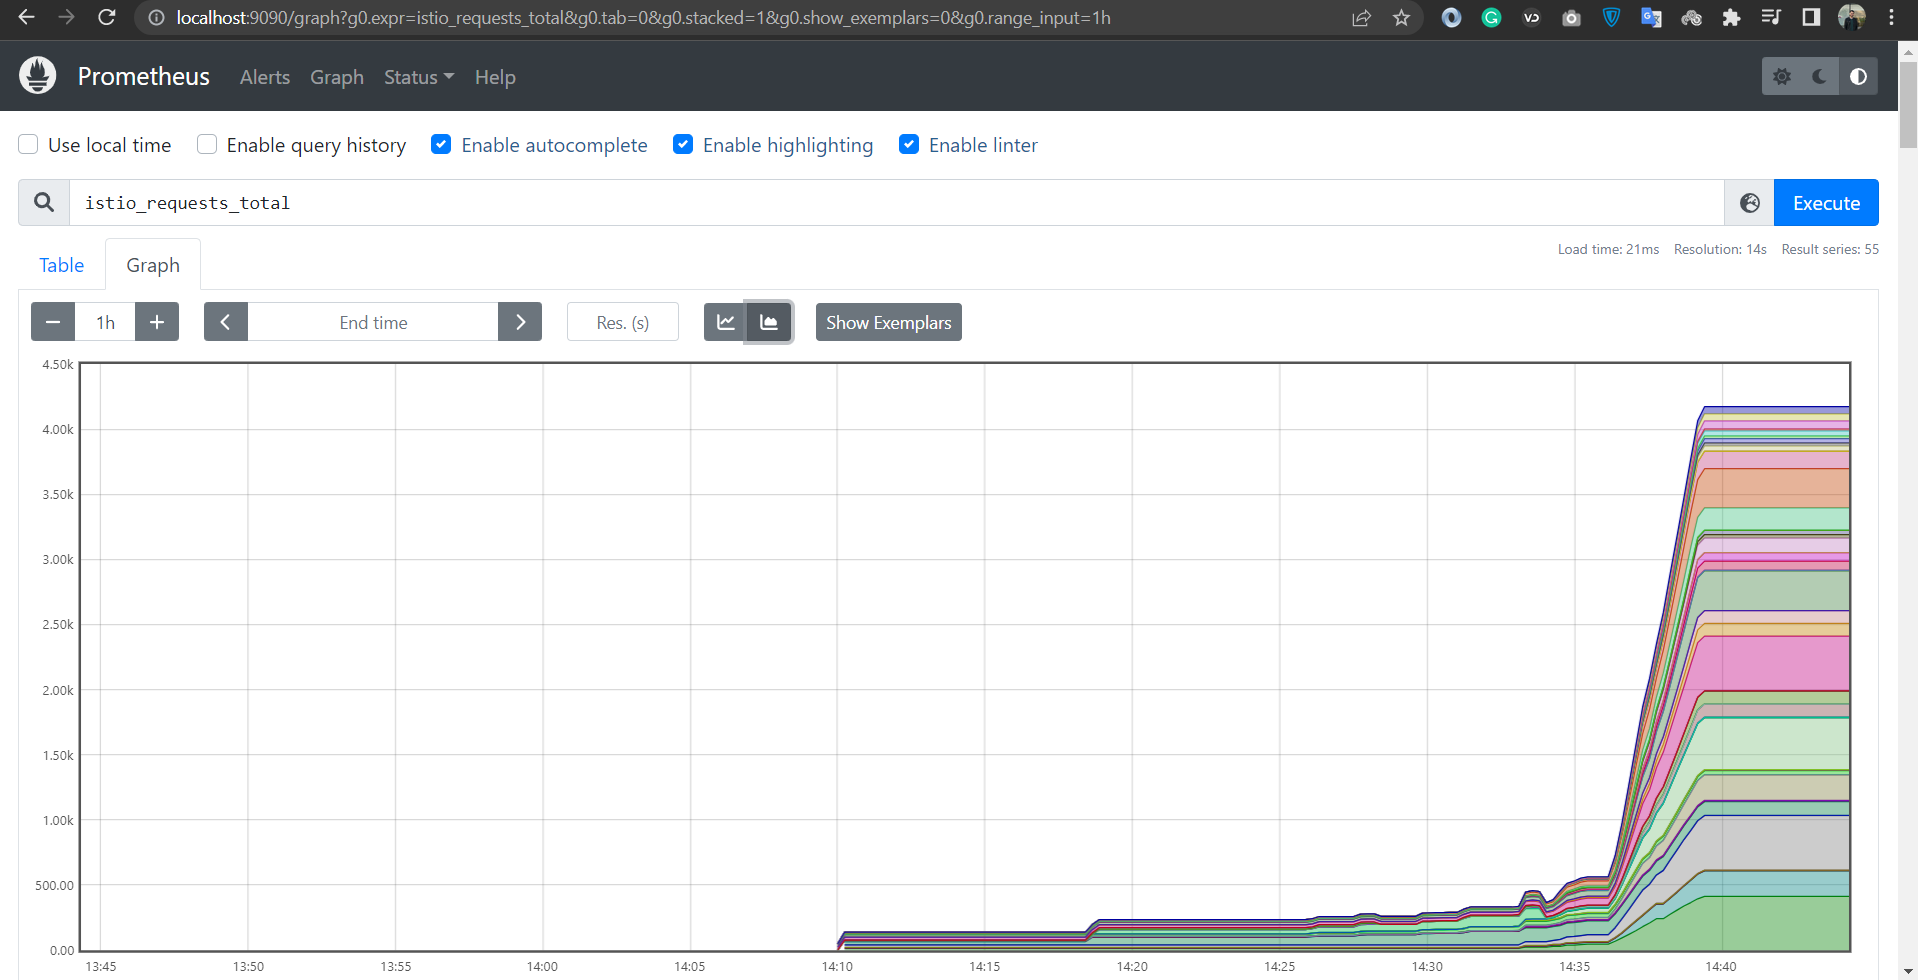 localhost:9090/graph?g0.expr=istio_requests_total&g0.tab=0&g0.stacked=1&g0.show_exemplars=0&g0.range_input=1h
Prometheus Alerts Graph Status Help
Use local time Enable query history Enable autocomplete Enable highlighting Enable linter
istio_requests_total Execute
Table Graph Load time: 21ms Resolution: 14s Result series: 55
1h End time Res. (s) Show Exemplars
4.50k
4.00k
3.50k
3.00k
2.50k
2.00k
1.50k
1.00k
500.00
0.00
13:45 13:50 13:55 14:00 14:05 14:10 14:15 14:20 14:25 14:30 14:35 14:40